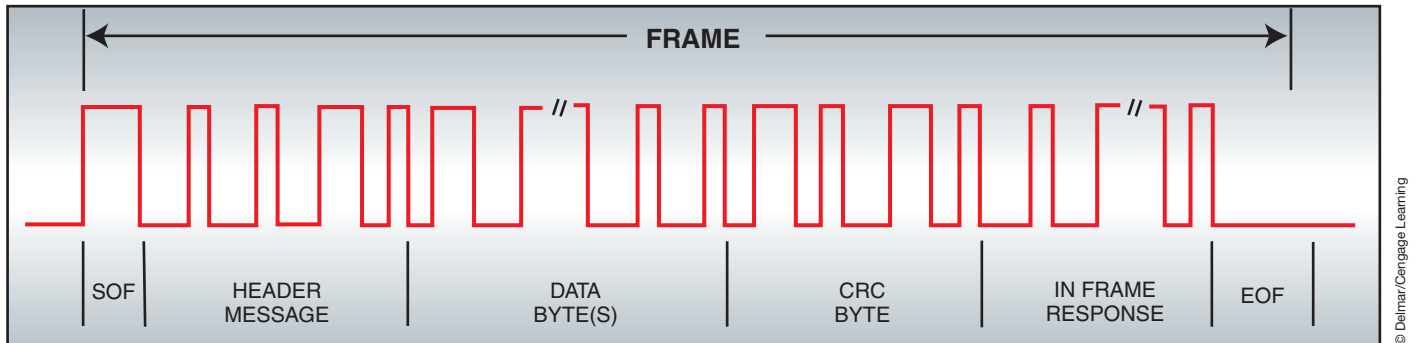 FRAME
//
//
SOF
HEADER
MESSAGE
DATA
BYTE(S)
CRC
BYTE
IN FRAME
RESPONSE
EOF
© Delmar/Cengage Learning